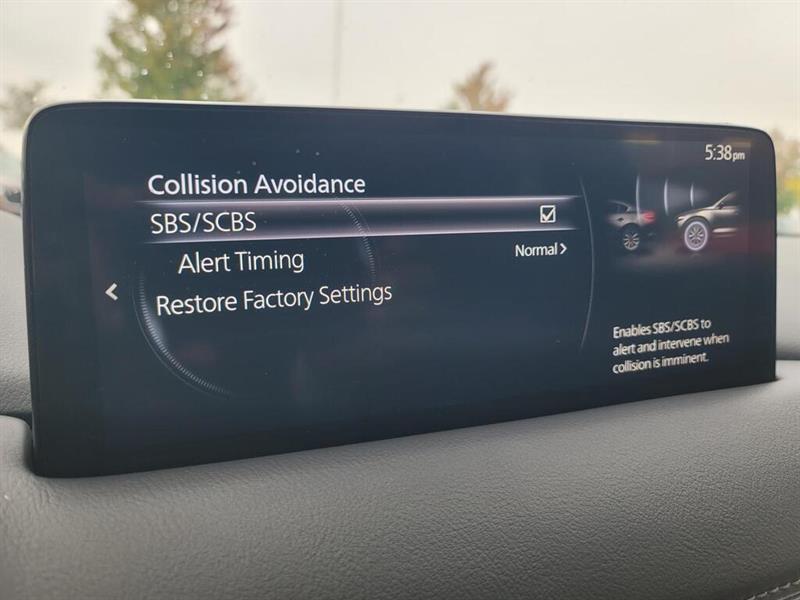 5:38pm
Collision Avoidance
SBS/SCBS
Alert Timing Normal >
<
Restore Factory Settings
Enables SBS/SCBS to
alert and intervene when
collision is imminent.